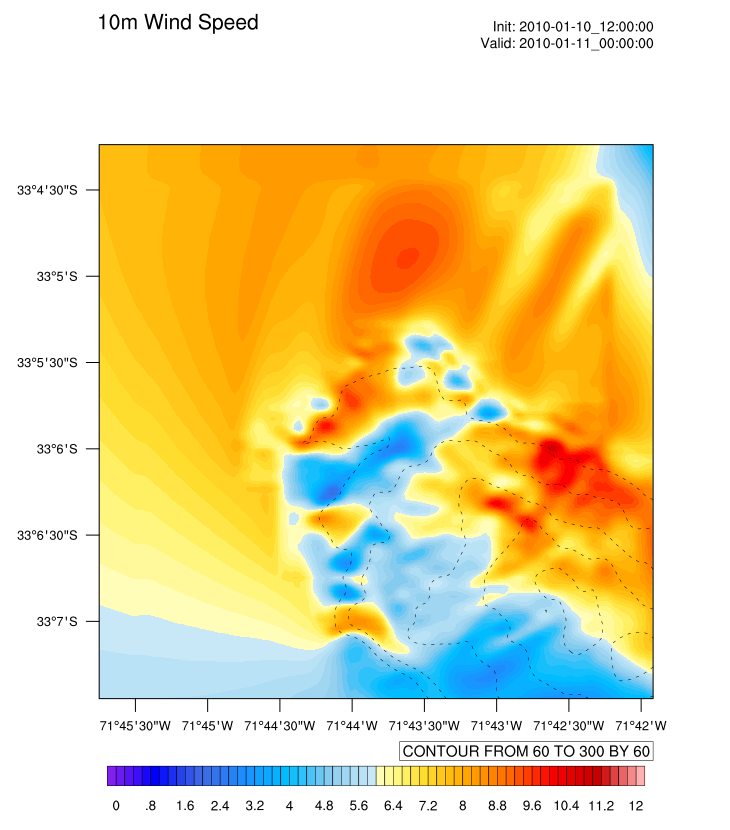 10m Wind Speed
Init: 2010-01-10_12:00:00
Valid: 2010-01-11_00:00:00
33°4'30"S
33°5'S
33°5'30"S
33°6'S
33°6'30"S
33°7'S
71°45'30"W 71°45'W 71°44'30"W 71°44'W 71°43'30"W 71°43'W 71°42'30"W 71°42'W
CONTOUR FROM 60 TO 300 BY 60
0 .8 1.6 2.4 3.2 4 4.8 5.6 6.4 7.2 8 8.8 9.6 10.4 11.2 12